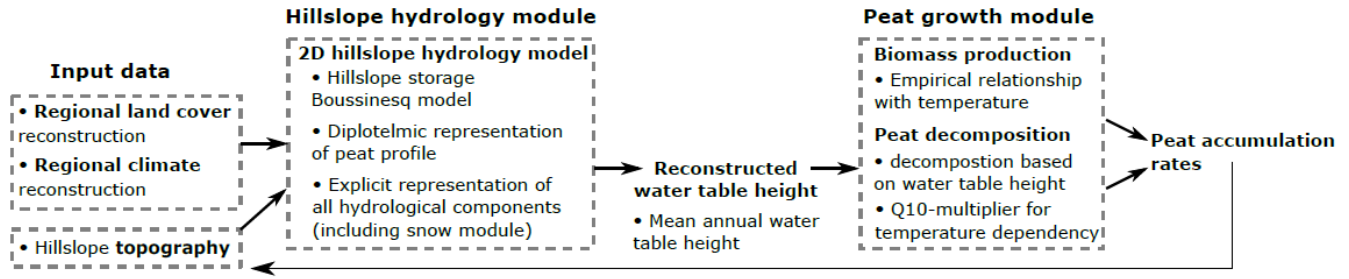 Input data
• Regional land cover
reconstruction
• Regional climate
reconstruction
• Hillslope topography
Hillslope hydrology module
2D hillslope hydrology model
• Hillslope storage
Boussinesq model
• Diplotelmic representation
of peat profile
• Explicit representation of
all hydrological components
(including snow module)
Reconstructed
water table height
• Mean annual water
table height
Peat growth module
Biomass production
• Empirical relationship
with temperature
Peat decomposition
• decompostion based
on water table height
• Q10-multiplier for
temperature dependency
Peat accumulation
rates